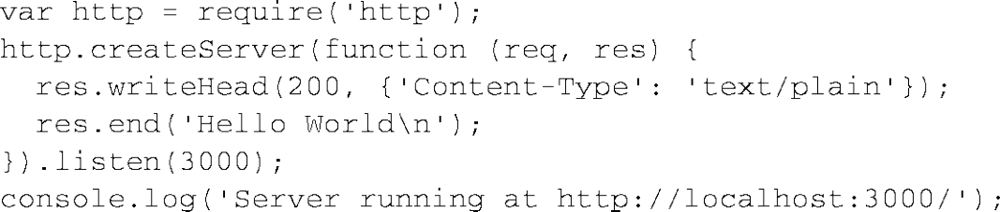 var http = require('http');
http.createServer(function (req, res) {
  res.writeHead(200, {'Content-Type': 'text/plain'});
  res.end('Hello World\n');
}).listen(3000);
console.log('Server running at http://localhost:3000/');